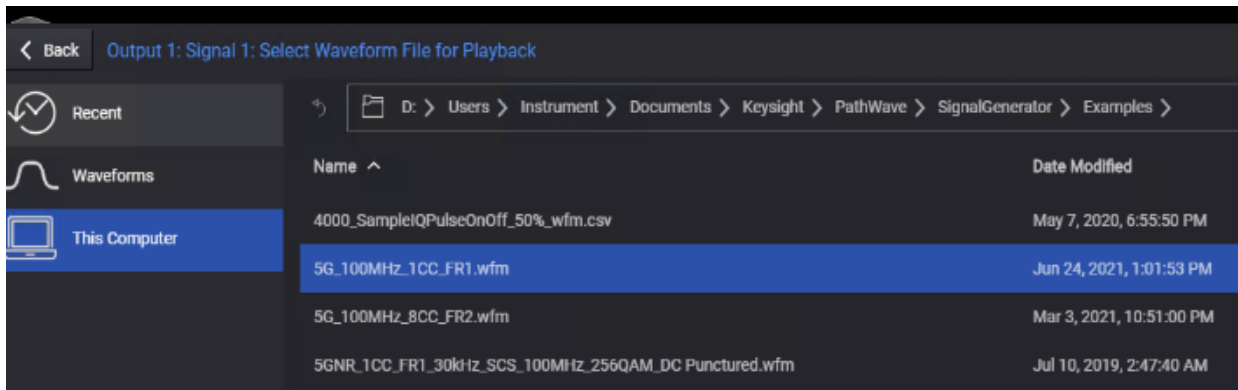 Back Output 1: Signal 1: Select Waveform File for Playback
Recent
D: > Users > Instrument > Documents > Keysight > PathWave > SignalGenerator > Examples >
Waveforms
Name Date Modified
This Computer
4000_SampleIQPulseOnOff_50%_wfm.csv May 7, 2020, 6:55:50 PM
5G_100MHz_1CC_FR1.wfm Jun 24, 2021, 1:01:53 PM
5G_100MHz_8CC_FR2.wfm Mar 3, 2021, 10:51:00 PM
5GNR_1CC_FR1_30kHz_SCS_100MHz_256QAM_DC Punctured.wfm Jul 10, 2019, 2:47:40 AM